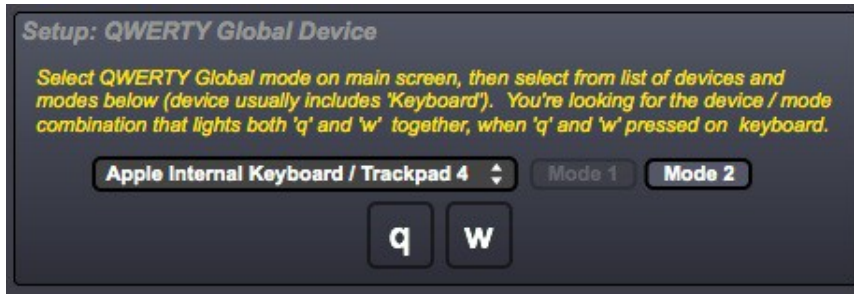 Setup: QWERTY Global Device
Select QWERTY Global mode on main screen, then select from list of devices and
modes below (device usually includes 'Keyboard').  You're looking for the device / mode
combination that lights both 'q' and 'w'  together, when 'q' and 'w' pressed on  keyboard.
Apple Internal Keyboard / Trackpad 4 Mode 1 Mode 2
q w